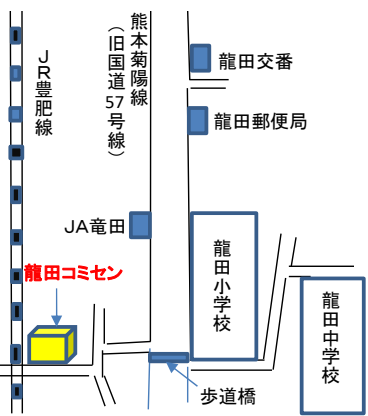 JR豊肥線
熊本菊陽線
(旧国道57号線)
龍田交番
龍田郵便局
JA竜田
龍田コミセン
龍田小学校
龍田中学校
歩道橋